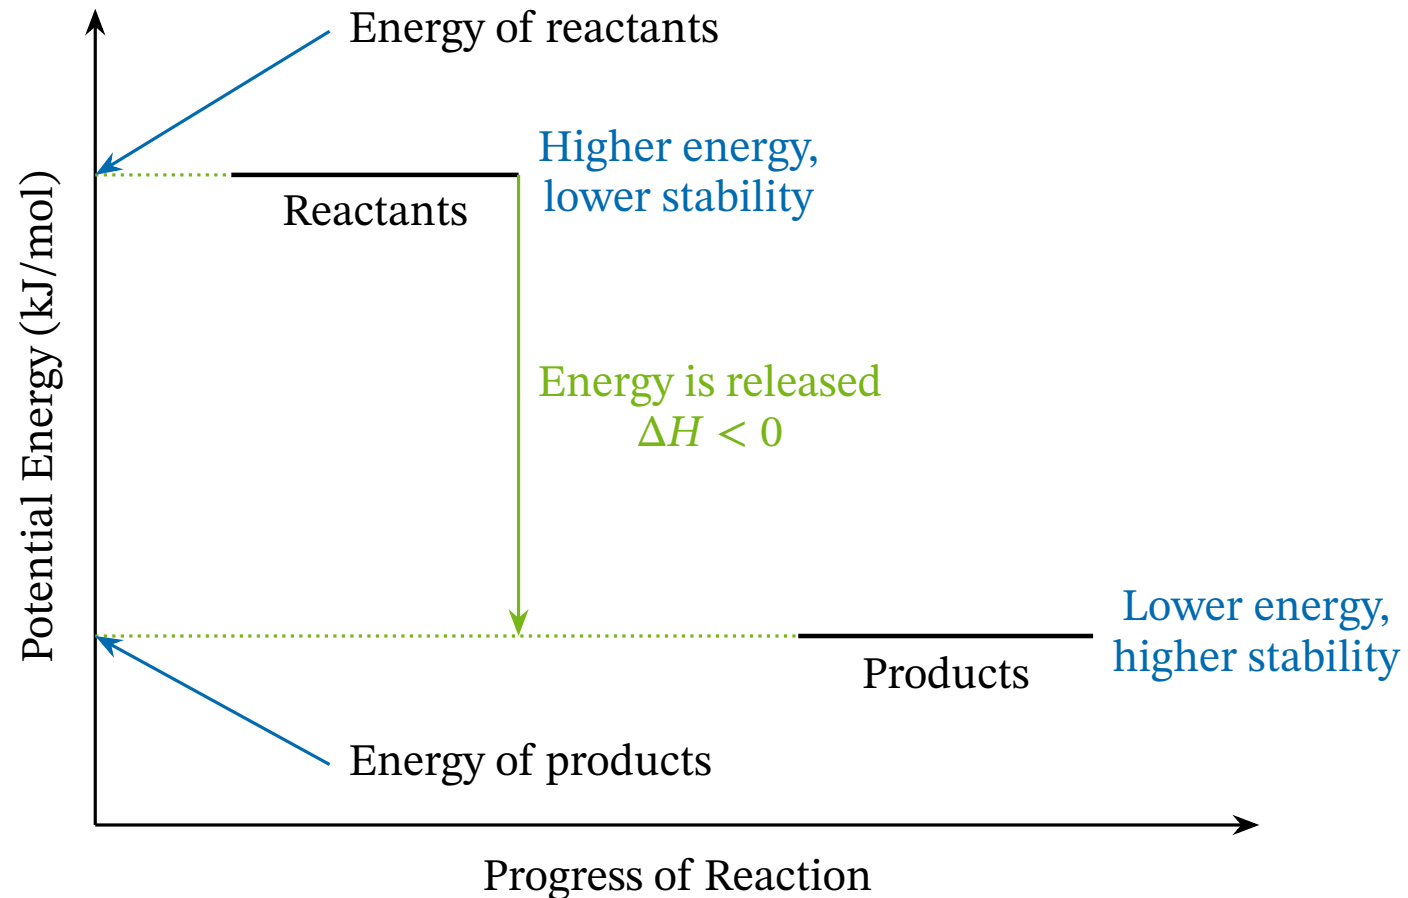 Energy of reactants
Higher energy,
lower stability
Reactants
Potential Energy (kJ/mol)
Energy is released
ΔH < 0
Lower energy,
higher stability
Products
Energy of products
Progress of Reaction